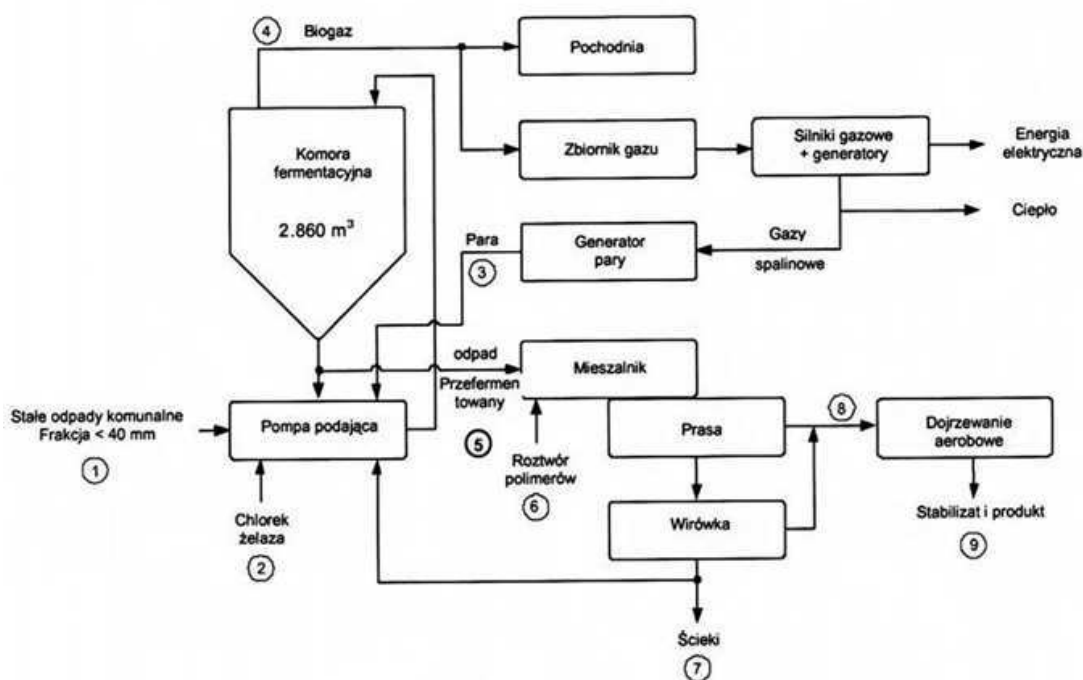 4
Biogaz
Pochodnia
Komora
fermentacyjna
2.860 m³
Zbiornik gazu
Silniki gazowe
+ generatory
Energia
elektryczna
Ciepło
Para
3
Generator
pary
Gazy
spalinowe
odpad
Przefermen
towany
5
Mieszalnik
Stałe odpady komunalne
Frakcja < 40 mm
1
Pompa podająca
Chlorek
żelaza
2
Roztwór
polimerów
6
Prasa
8
Dojrzewanie
aerobowe
Wirówka
Stabilizat i produkt
9
Ścieki
7